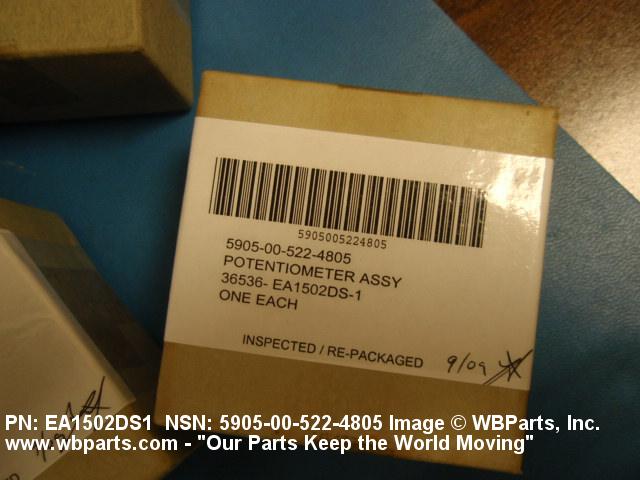 5905005224805
5905-00-522-4805
POTENTIOMETER ASSY
36536- EA1502DS-1
ONE EACH
INSPECTED / RE-PACKAGED 9/09
PN: EA1502DS1 NSN: 5905-00-522-4805 Image © WBParts, Inc.
www.wbparts.com - "Our Parts Keep the World Moving"